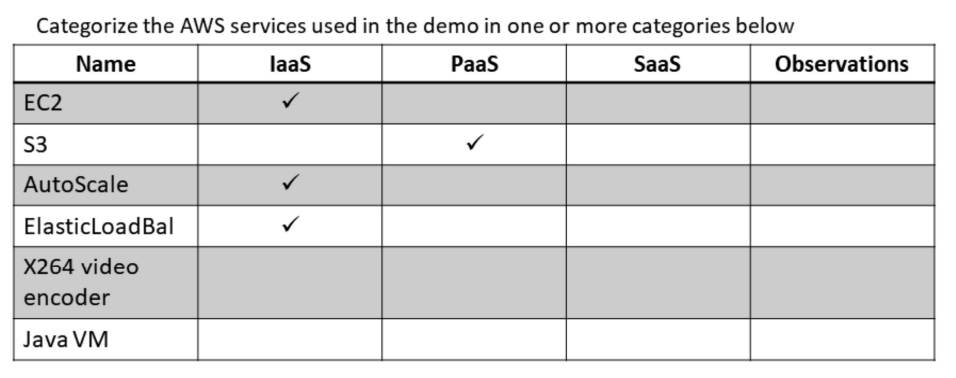 Categorize the AWS services used in the demo in one or more categories below
Name IaaS PaaS SaaS Observations
EC2 ✓
S3 ✓
AutoScale ✓
ElasticLoadBal ✓
X264 video
encoder
Java VM